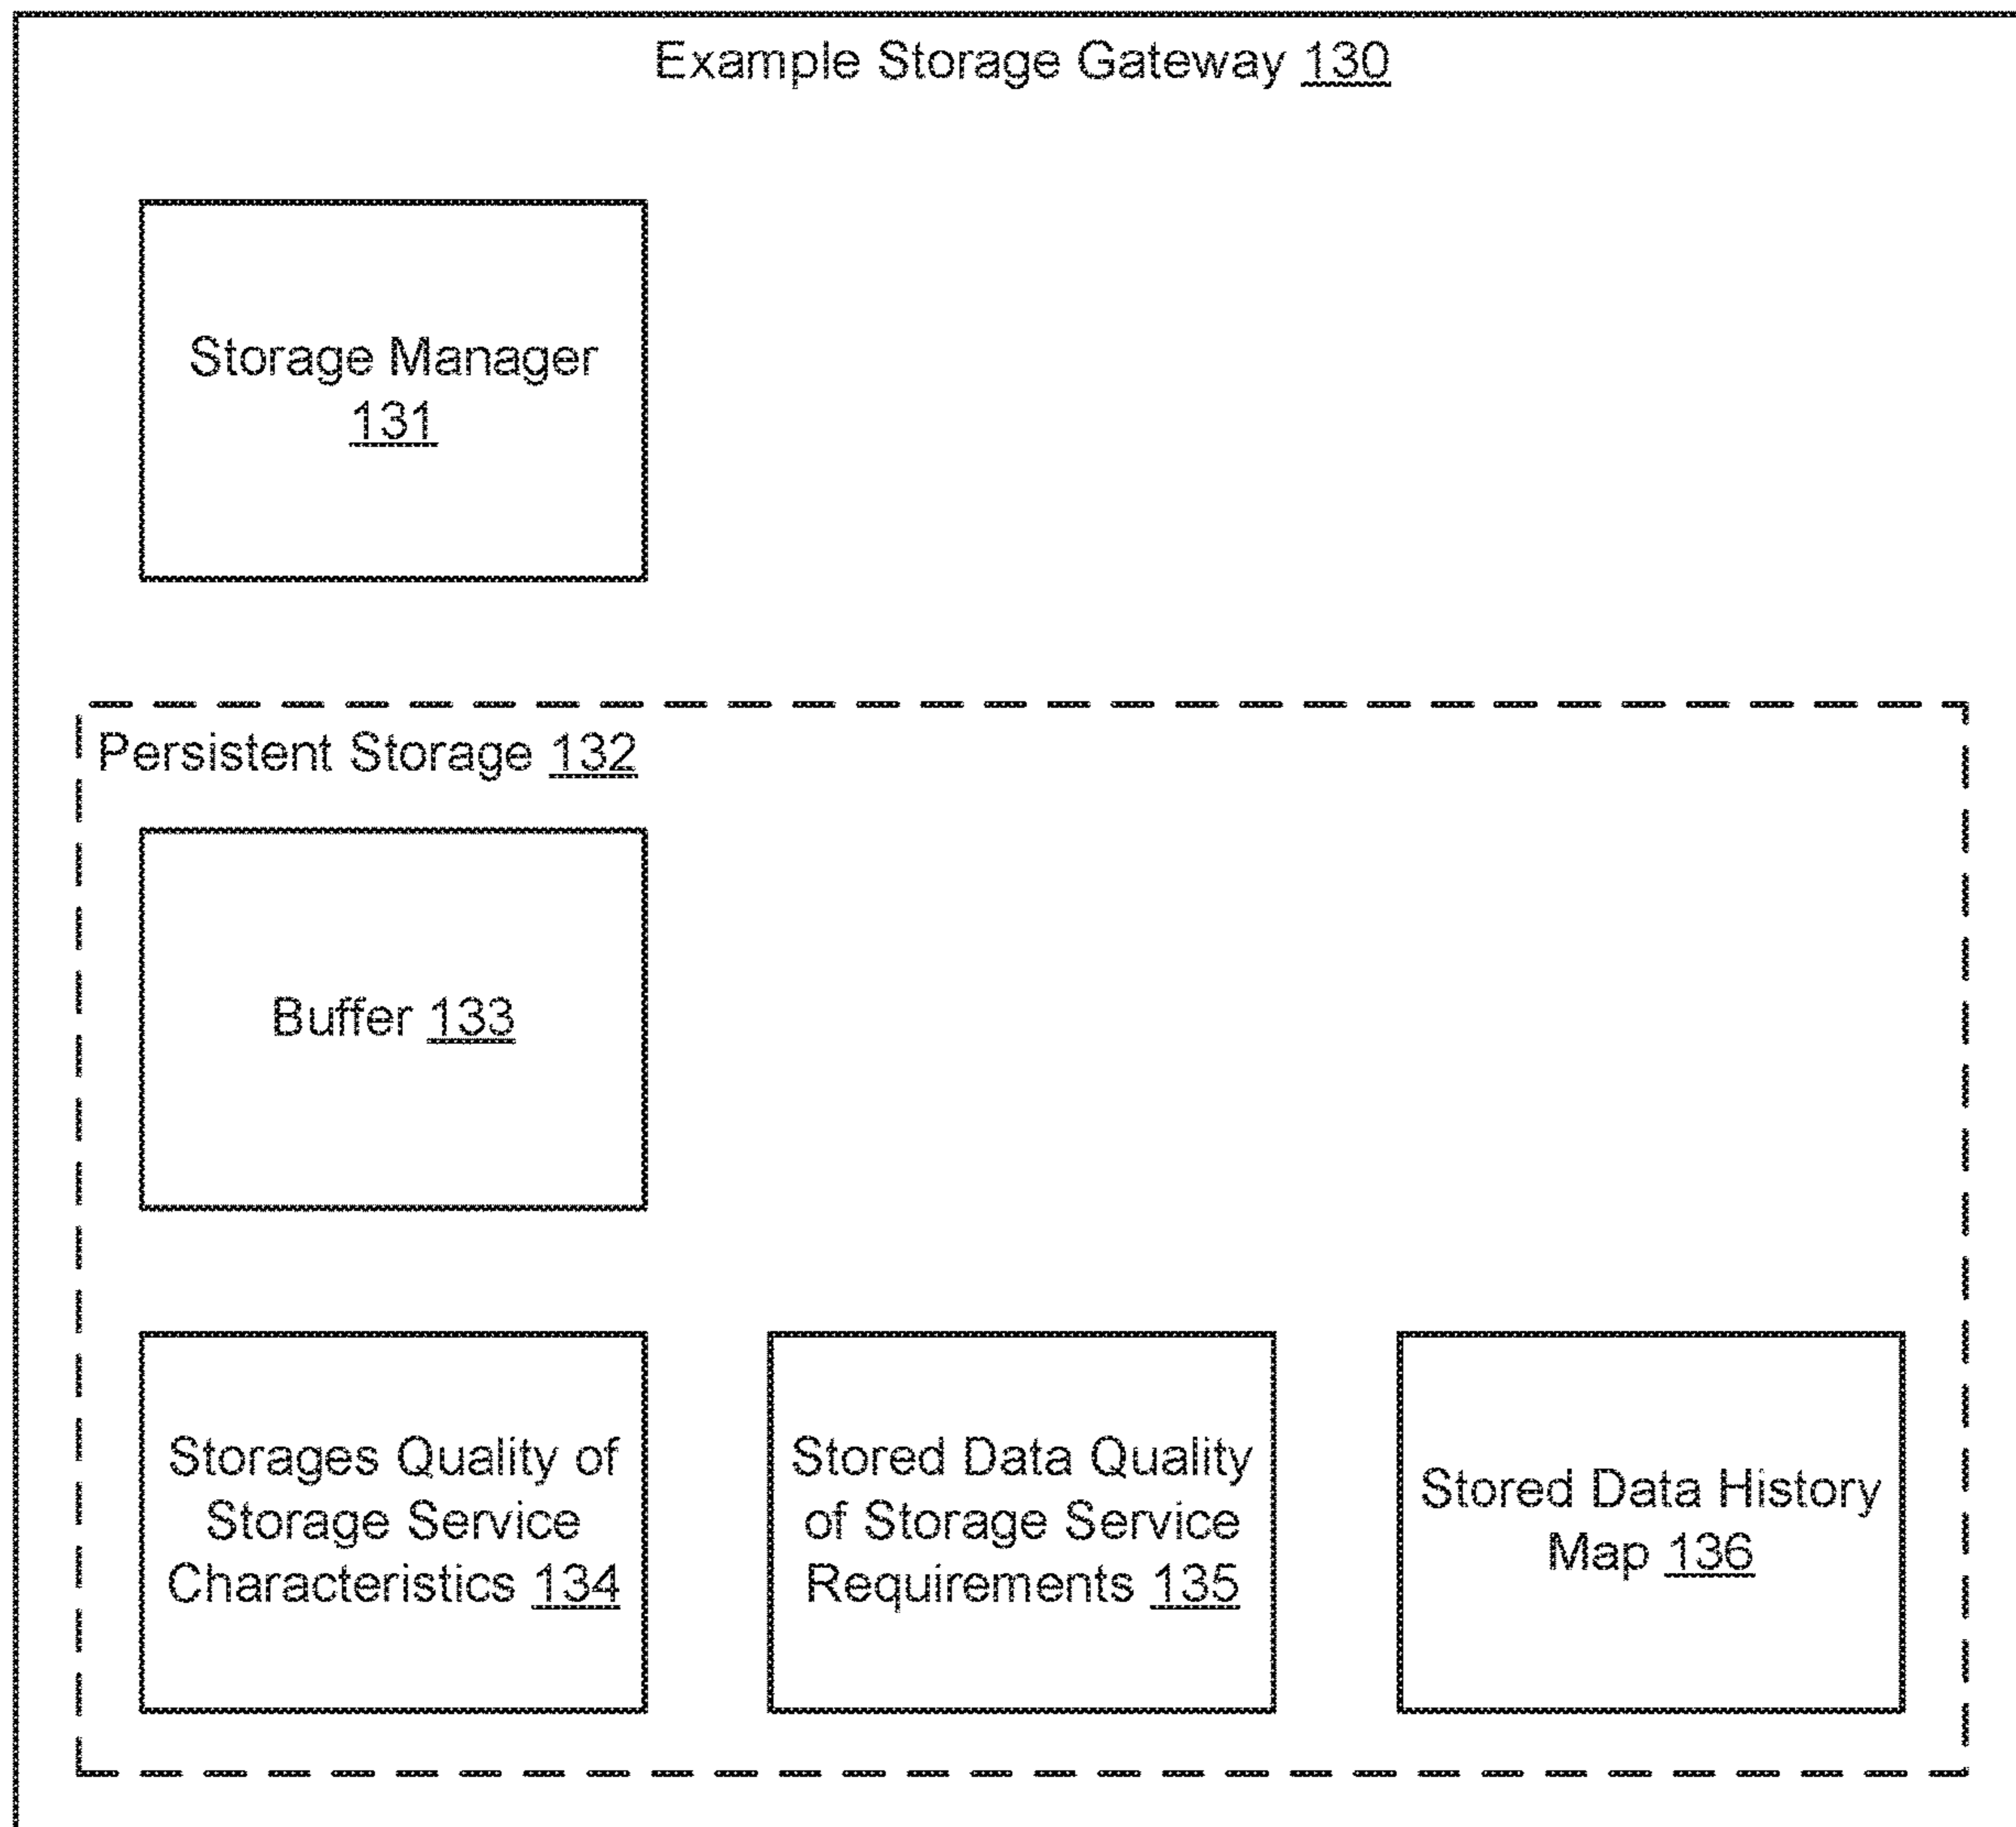 Example Storage Gateway 130
Storage Manager
131
Persistent Storage 132
Buffer 133
Storages Quality of
Storage Service
Characteristics 134
Stored Data Quality
of Storage Service
Requirements 135
Stored Data History
Map 136